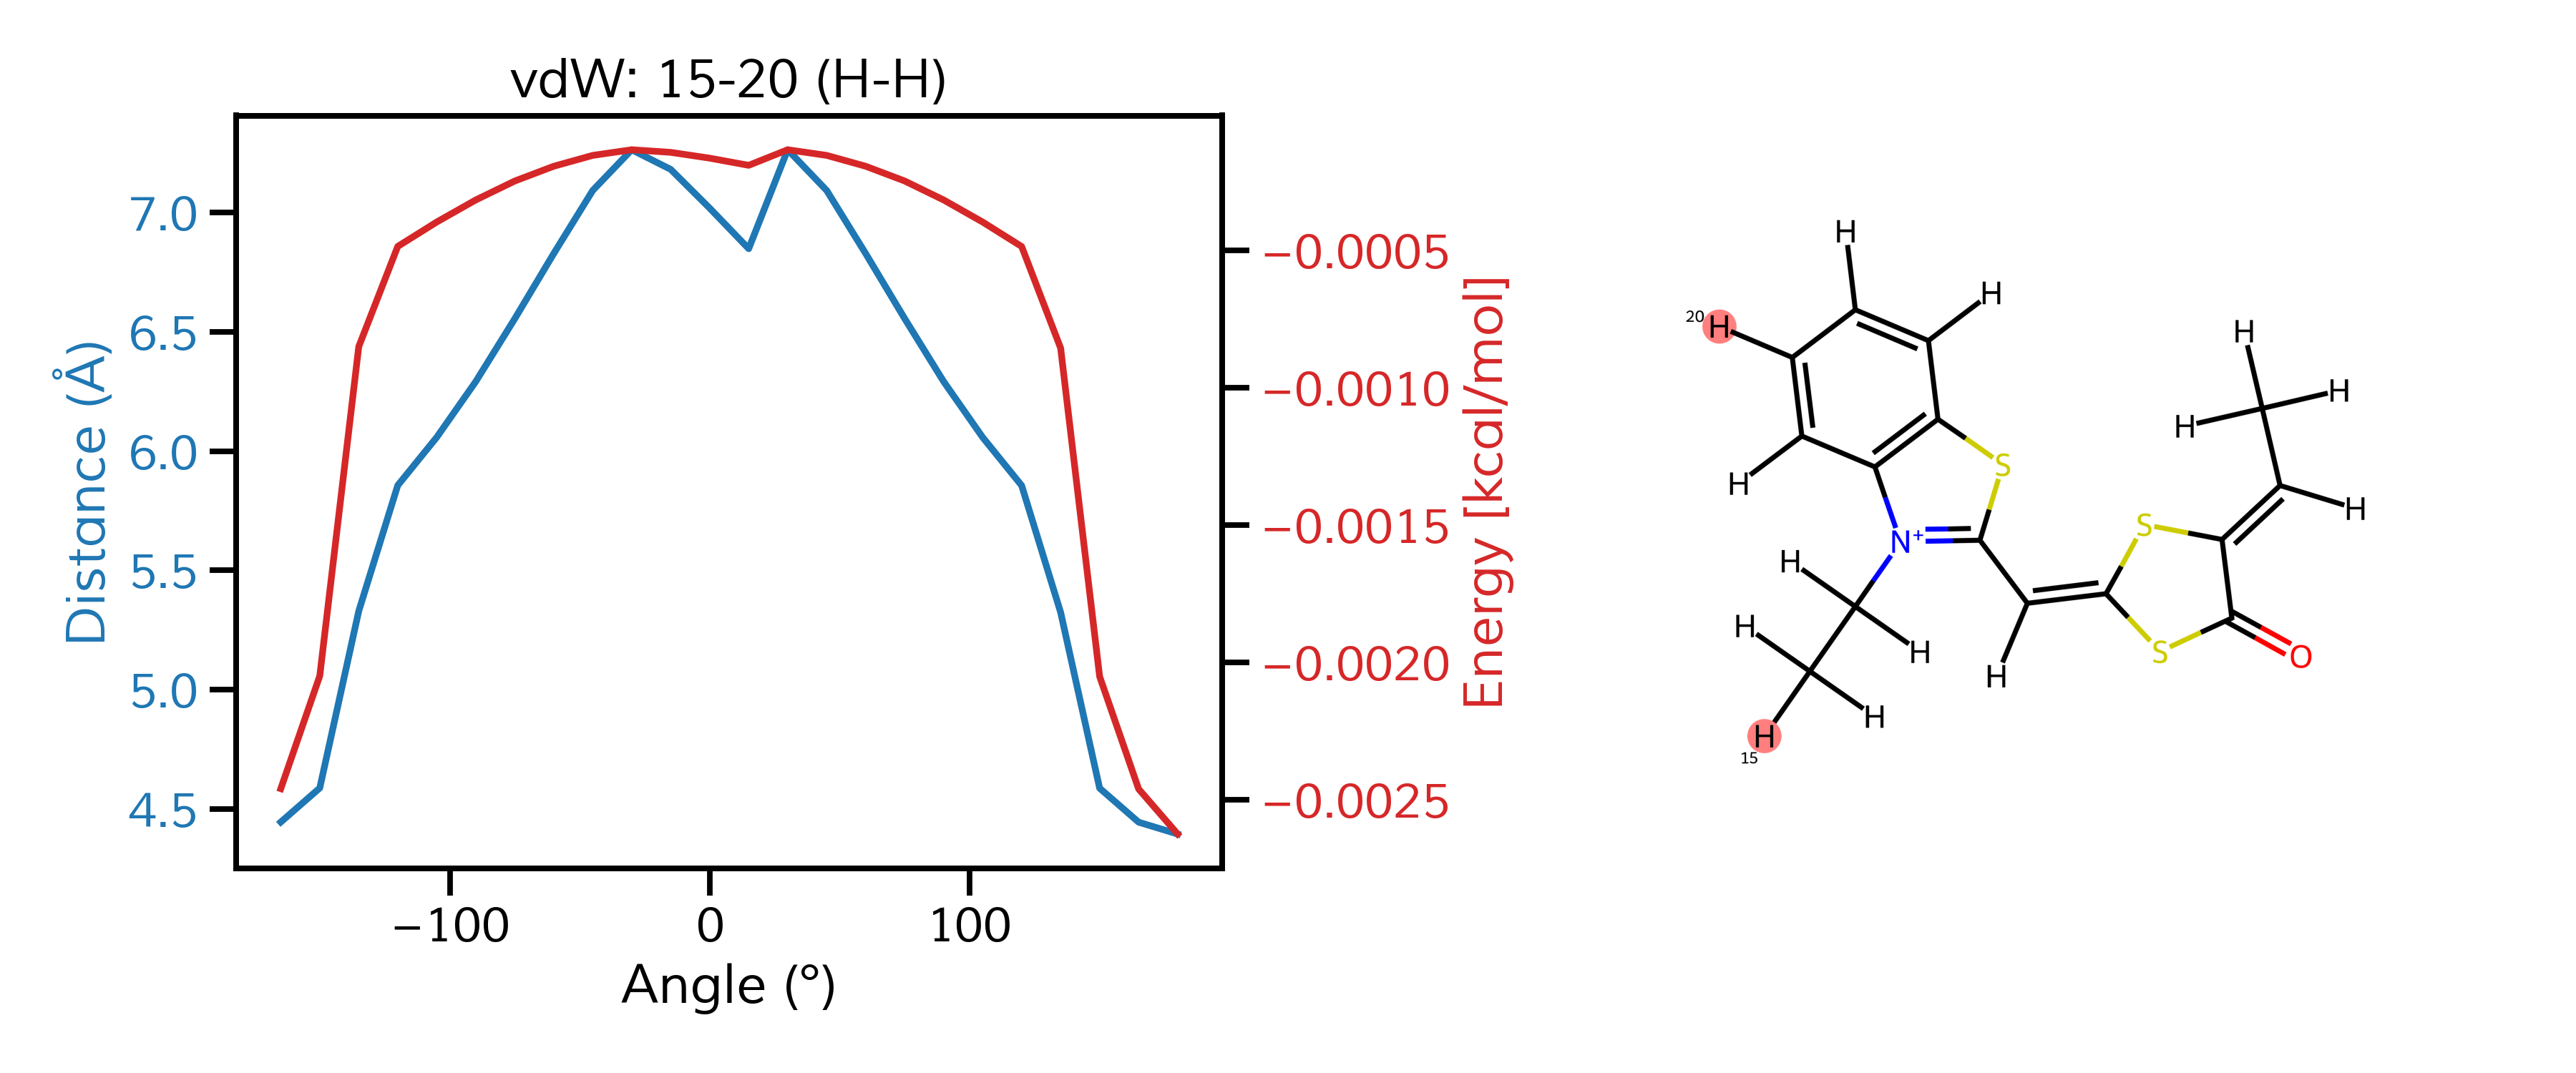 vdW: 15-20 (H-H)
7.0
6.5
6.0
5.5
5.0
4.5
Distance (Å)
−0.0005
−0.0010
−0.0015
−0.0020
−0.0025
Energy [kcal/mol]
−100
0
100
Angle (°)
H
H
20
H
H
H
H
H
S
H
S
N⁺
H
H
H
H
S
O
H
H
H
15